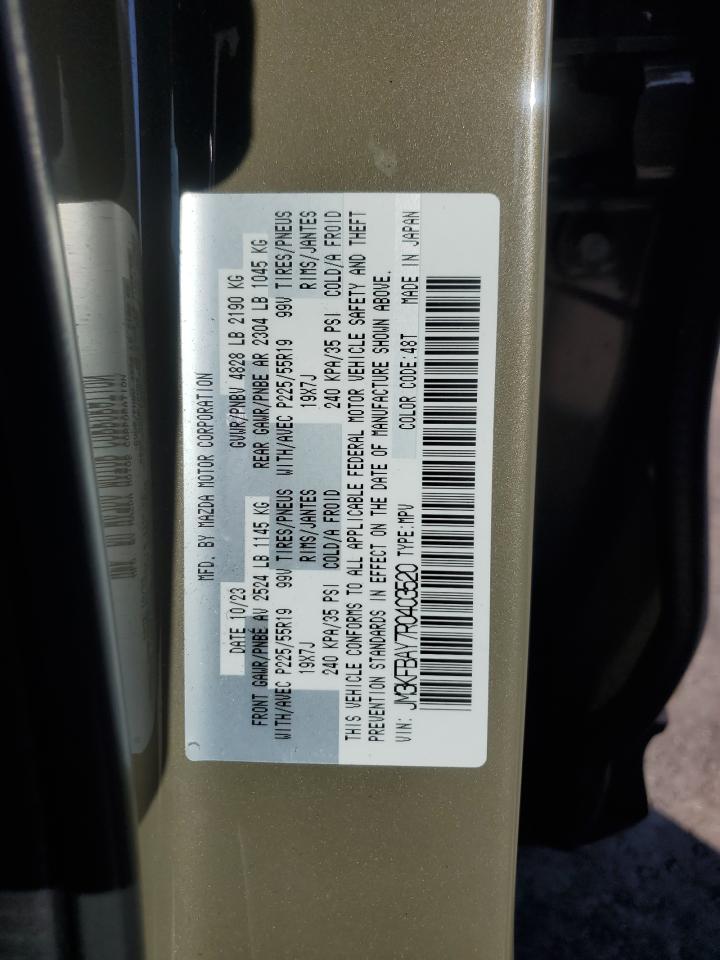 MFD. BY MAZDA MOTOR CORPORATION
DATE 10/23 GVWR/PNBV 4828 LB 2190 KG
FRONT GAWR/PNBE AV 2524 LB 1145 KG REAR GAWR/PNBE AR 2304 LB 1045 KG
WITH/AVEC P225/55R19 99V TIRES/PNEUS WITH/AVEC P225/55R19 99V TIRES/PNEUS
19X7J RIMS/JANTES 19X7J RIMS/JANTES
240 KPA/35 PSI COLD/A FROID 240 KPA/35 PSI COLD/A FROID
THIS VEHICLE CONFORMS TO ALL APPLICABLE FEDERAL MOTOR VEHICLE SAFETY AND THEFT
PREVENTION STANDARDS IN EFFECT ON THE DATE OF MANUFACTURE SHOWN ABOVE.
VIN: JM3KFBAY7R0403520 TYPE:MPV COLOR CODE:48T MADE IN JAPAN